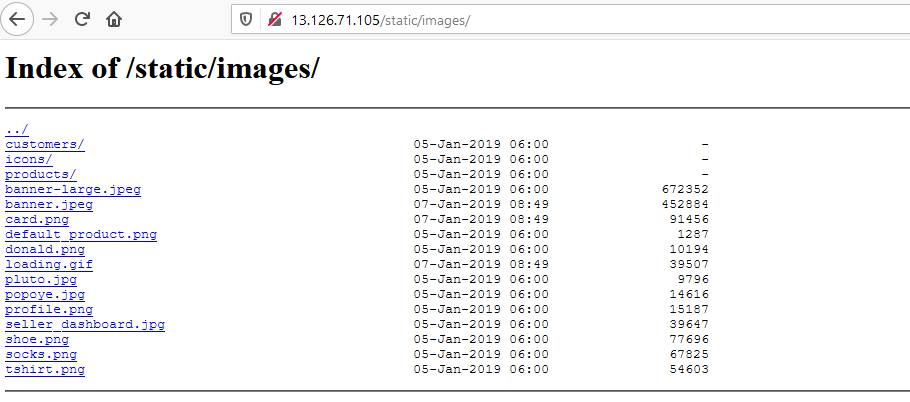 13.126.71.105/static/images/
Index of /static/images/
../
customers/ 05-Jan-2019 06:00 -
icons/ 05-Jan-2019 06:00 -
products/ 05-Jan-2019 06:00 -
banner-large.jpeg 05-Jan-2019 06:00 672352
banner.jpeg 07-Jan-2019 08:49 452884
card.png 07-Jan-2019 08:49 91456
default_product.png 05-Jan-2019 06:00 1287
donald.png 05-Jan-2019 06:00 10194
loading.gif 07-Jan-2019 08:49 39507
pluto.jpg 05-Jan-2019 06:00 9796
popoye.jpg 05-Jan-2019 06:00 14616
profile.png 05-Jan-2019 06:00 15187
seller_dashboard.jpg 05-Jan-2019 06:00 39647
shoe.png 05-Jan-2019 06:00 77696
socks.png 05-Jan-2019 06:00 67825
tshirt.png 05-Jan-2019 06:00 54603